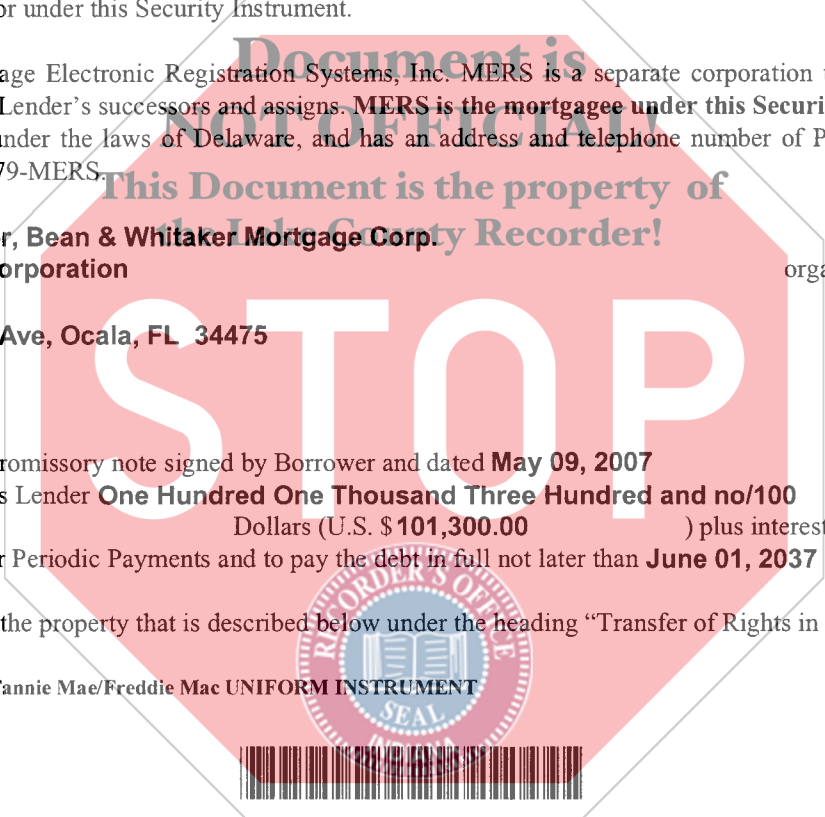 or under this Security Instrument.
Document is
age Electronic Registration Systems, Inc. MERS is a separate corporation
Lender's successors and assigns. MERS is the mortgagee under this Securi
NOT OFFICIAL!
under the laws of Delaware, and has an address and telephone number of P
79-MERS.
This Document is the property of
the Lake County Recorder!
r, Bean & Whitaker Mortgage Corp.
orporation orga
Ave, Ocala, FL 34475
STOP
romissory note signed by Borrower and dated May 09, 2007
s Lender One Hundred One Thousand Three Hundred and no/100
Dollars (U.S. $101,300.00 ) plus interest
r Periodic Payments and to pay the debt in full not later than June 01, 2037
RECORDER'S OFFICE
the property that is described below under the heading “Transfer of Rights in
annie Mae/Freddie Mac UNIFORM INSTRUMENT
SEAL
INDIANA